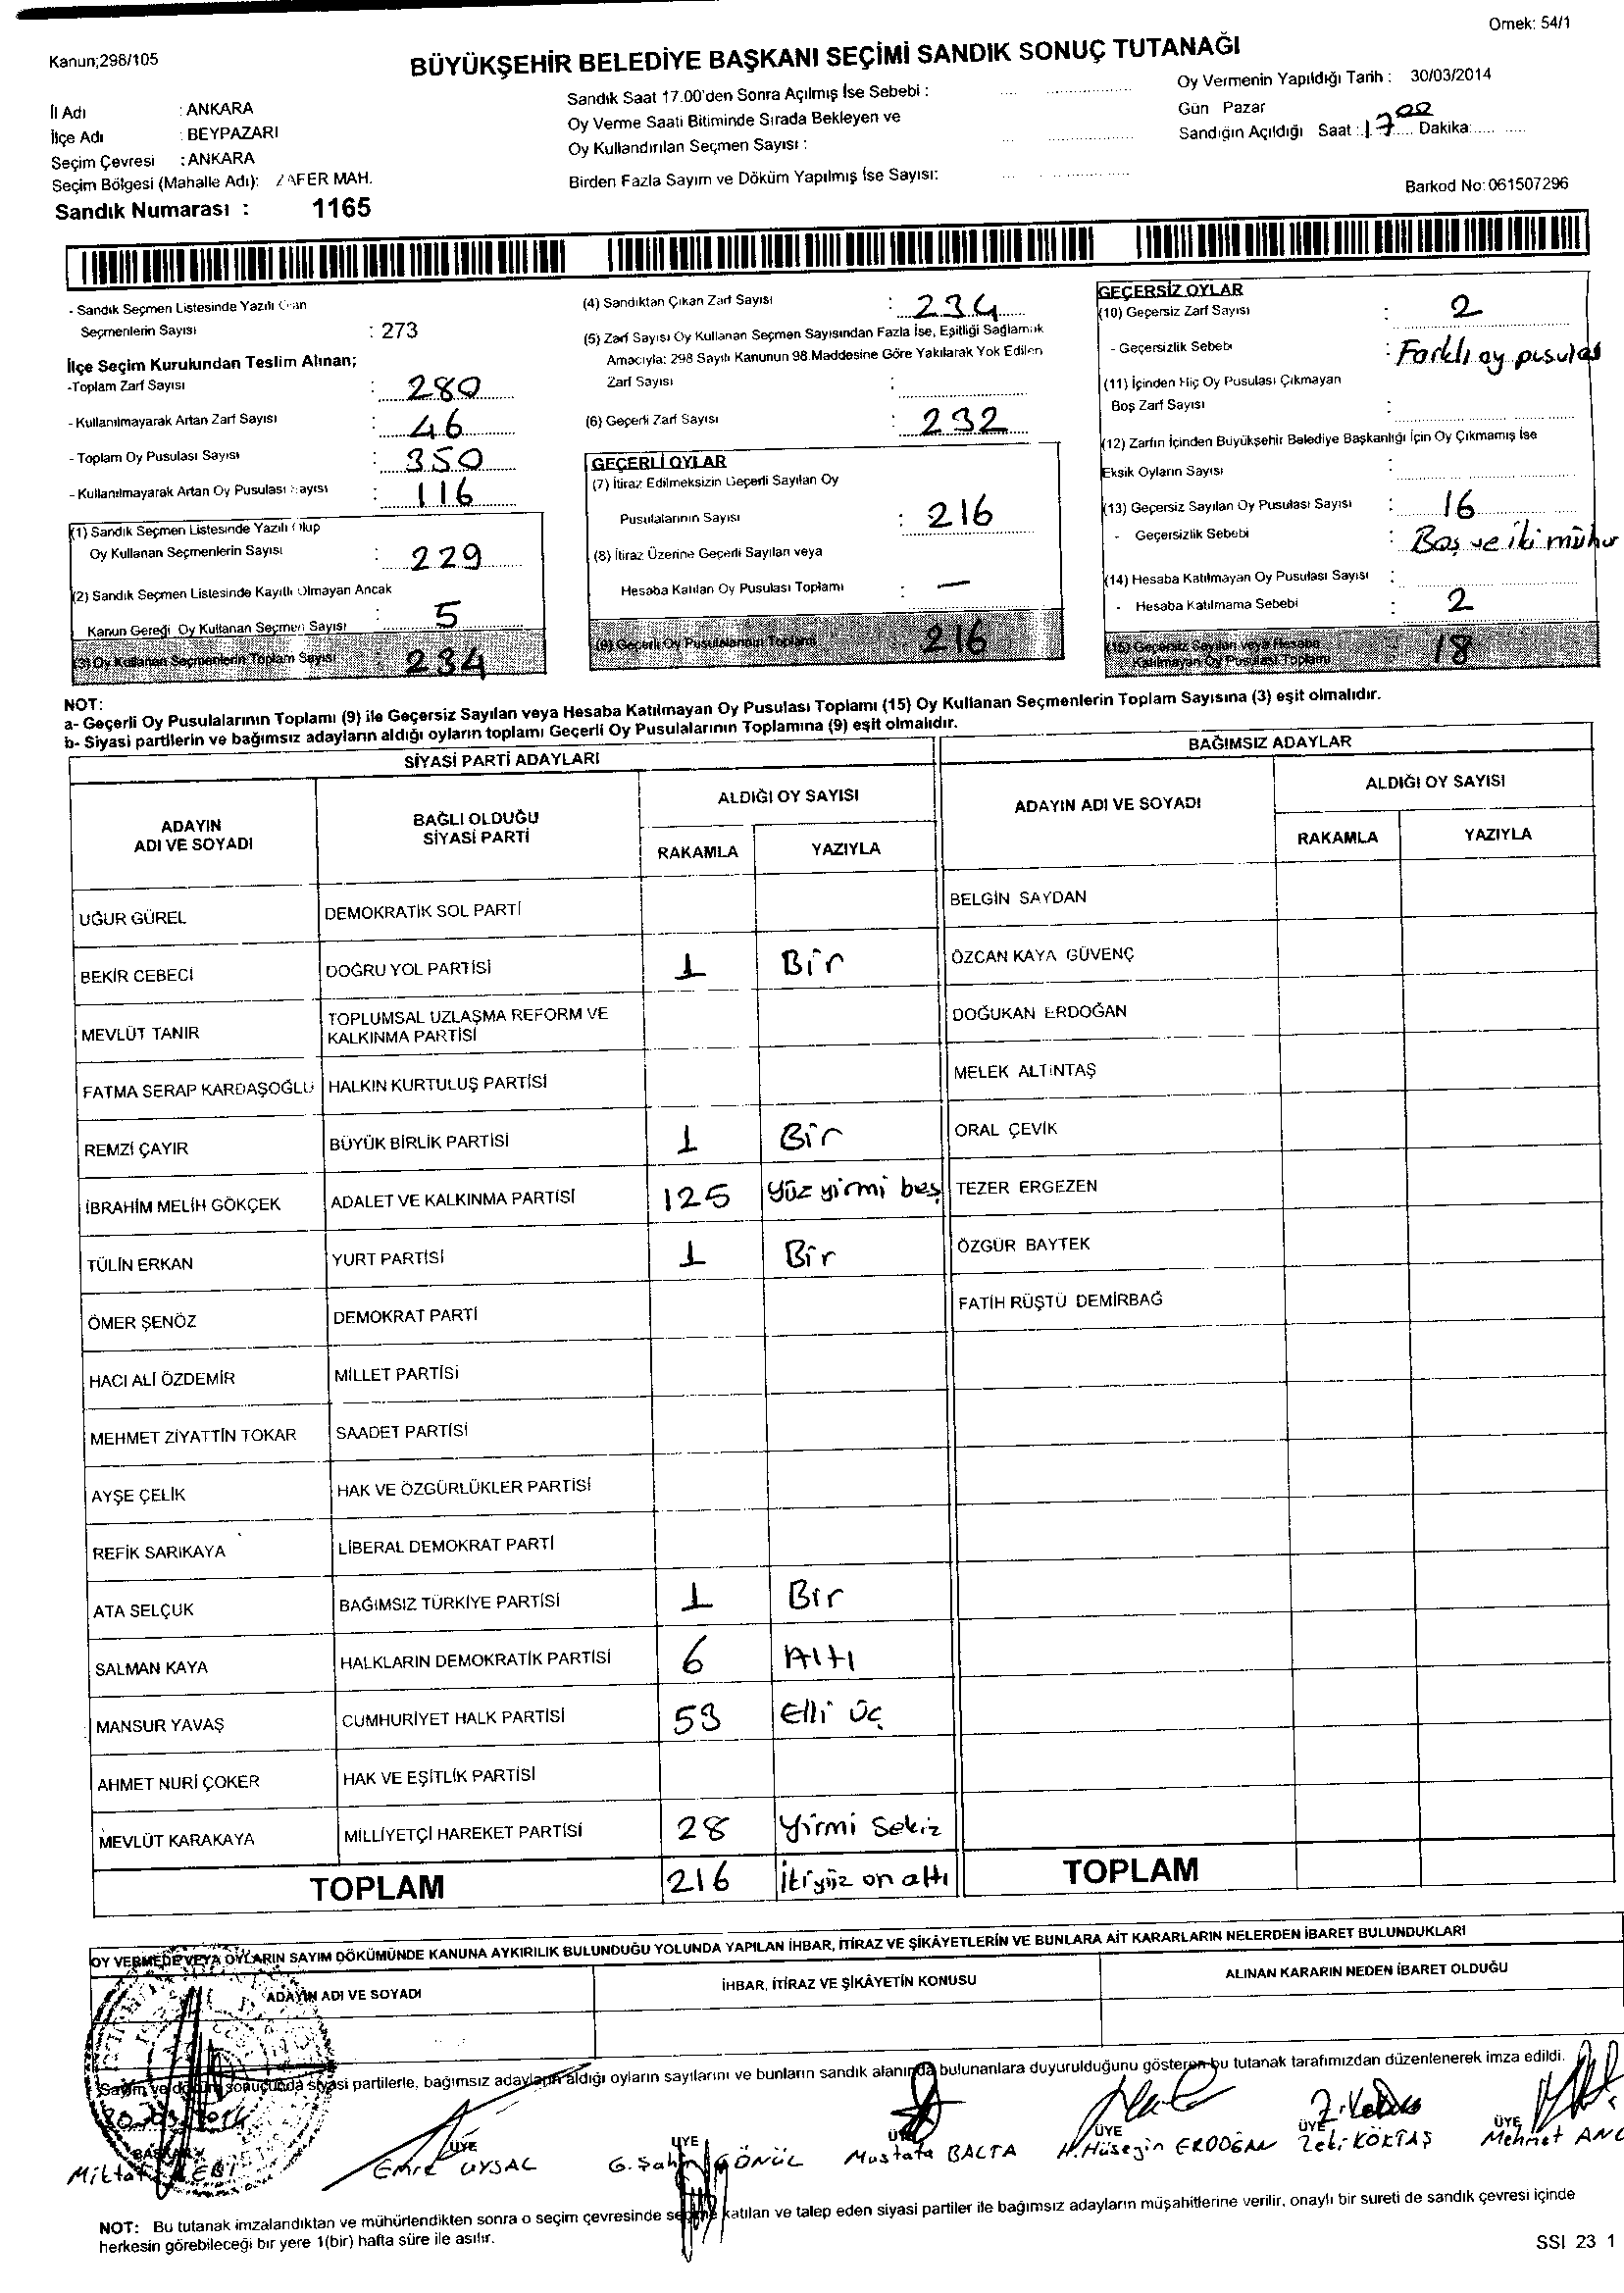 Örnek: 54/1
Kanun;298/105
BÜYÜKŞEHİR BELEDİYE BAŞKANI SEÇİMİ SANDIK SONUÇ TUTANAĞI
İl Adı : ANKARA
İlçe Adı : BEYPAZARI
Seçim Çevresi : ANKARA
Seçim Bölgesi (Mahalle Adı): ZAFER MAH.
Sandık Numarası : 1165
Sandık Saat 17.00'den Sonra Açılmış İse Sebebi :
Oy Verme Saati Bitiminde Sırada Bekleyen ve
Oy Kullandırılan Seçmen Sayısı :
Birden Fazla Sayım ve Döküm Yapılmış İse Sayısı:
Oy Vermenin Yapıldığı Tarih : 30/03/2014
Gün Pazar
Sandığın Açıldığı Saat : 17 00 Dakika:
Barkod No: 061507296
- Sandık Seçmen Listesinde Yazılı Olan
Seçmenlerin Sayısı : 273
İlçe Seçim Kurulundan Teslim Alınan;
-Toplam Zarf Sayısı : 280
- Kullanılmayarak Artan Zarf Sayısı : 46
- Toplam Oy Pusulası Sayısı : 350
- Kullanılmayarak Artan Oy Pusulası Sayısı : 116
(1) Sandık Seçmen Listesinde Yazılı Olup
Oy Kullanan Seçmenlerin Sayısı : 229
(2) Sandık Seçmen Listesinde Kayıtlı Olmayan Ancak
Kanun Gereği Oy Kullanan Seçmen Sayısı : 5
(3) Oy Kullanan Seçmenlerin Toplam Sayısı : 234
(4) Sandıktan Çıkan Zarf Sayısı : 234
(5) Zarf Sayısı Oy Kullanan Seçmen Sayısından Fazla İse, Eşitliği Sağlamak
Amacıyla: 298 Sayılı Kanunun 98.Maddesine Göre Yakılarak Yok Edilen
Zarf Sayısı :
(6) Geçerli Zarf Sayısı : 232
GEÇERLİ OYLAR
(7) İtiraz Edilmeksizin Geçerli Sayılan Oy
Pusulalarının Sayısı : 216
(8) İtiraz Üzerine Geçerli Sayılan veya
Hesaba Katılan Oy Pusulası Toplamı : —
(9) Geçerli Oy Pusulalarının Toplamı 216
GEÇERSİZ OYLAR
(10) Geçersiz Zarf Sayısı : 2
- Geçersizlik Sebebi : Farklı oy pusulas
(11) İçinden Hiç Oy Pusulası Çıkmayan
Boş Zarf Sayısı :
(12) Zarfın İçinden Büyükşehir Belediye Başkanlığı İçin Oy Çıkmamış İse
Eksik Oyların Sayısı :
(13) Geçersiz Sayılan Oy Pusulası Sayısı : 16
- Geçersizlik Sebebi : Boş ve iki mühür
(14) Hesaba Katılmayan Oy Pusulası Sayısı :
- Hesaba Katılmama Sebebi : 2
(15) Geçersiz Sayılan veya Hesaba
Katılmayan Oy Pusulası Toplamı 18
NOT:
a- Geçerli Oy Pusulalarının Toplamı (9) ile Geçersiz Sayılan veya Hesaba Katılmayan Oy Pusulası Toplamı (15) Oy Kullanan Seçmenlerin Toplam Sayısına (3) eşit olmalıdır.
b- Siyasi partilerin ve bağımsız adayların aldığı oyların toplamı Geçerli Oy Pusulalarının Toplamına (9) eşit olmalıdır.
SİYASİ PARTİ ADAYLARI
ADAYIN ADI VE SOYADI
BAĞLI OLDUĞU SİYASİ PARTİ
ALDIĞI OY SAYISI
RAKAMLA YAZIYLA
UĞUR GÜREL DEMOKRATİK SOL PARTİ
BEKİR CEBECİ DOĞRU YOL PARTİSİ 1 Bir
MEVLÜT TANIR TOPLUMSAL UZLAŞMA REFORM VE
KALKINMA PARTİSİ
FATMA SERAP KARDAŞOĞLU HALKIN KURTULUŞ PARTİSİ
REMZİ ÇAYIR BÜYÜK BİRLİK PARTİSİ 1 Bir
İBRAHİM MELİH GÖKÇEK ADALET VE KALKINMA PARTİSİ 125 Yüz yirmi beş
TÜLİN ERKAN YURT PARTİSİ 1 Bir
ÖMER ŞENÖZ DEMOKRAT PARTİ
HACI ALİ ÖZDEMİR MİLLET PARTİSİ
MEHMET ZİYATTİN TOKAR SAADET PARTİSİ
AYŞE ÇELİK HAK VE ÖZGÜRLÜKLER PARTİSİ
REFİK SARIKAYA LİBERAL DEMOKRAT PARTİ
ATA SELÇUK BAĞIMSIZ TÜRKİYE PARTİSİ 1 Bir
SALMAN KAYA HALKLARIN DEMOKRATİK PARTİSİ 6 Altı
MANSUR YAVAŞ CUMHURİYET HALK PARTİSİ 53 Elli üç
AHMET NURİ ÇOKER HAK VE EŞİTLİK PARTİSİ
MEVLÜT KARAKAYA MİLLİYETÇİ HAREKET PARTİSİ 28 Yirmi Sekiz
TOPLAM 216 İkiyüz on altı
BAĞIMSIZ ADAYLAR
ADAYIN ADI VE SOYADI
ALDIĞI OY SAYISI
RAKAMLA YAZIYLA
BELGİN SAYDAN
ÖZCAN KAYA GÜVENÇ
DOĞUKAN ERDOĞAN
MELEK ALTINTAŞ
ORAL ÇEVİK
TEZER ERGEZEN
ÖZGÜR BAYTEK
FATİH RÜŞTÜ DEMİRBAĞ
TOPLAM
OY VERMEDE VEYA OYLARIN SAYIM DÖKÜMÜNDE KANUNA AYKIRILIK BULUNDUĞU YOLUNDA YAPILAN İHBAR, İTİRAZ VE ŞİKÂYETLERİN VE BUNLARA AİT KARARLARIN NELERDEN İBARET BULUNDUKLARI
ADAYIN ADI VE SOYADI
İHBAR, İTİRAZ VE ŞİKÂYETİN KONUSU
ALINAN KARARIN NEDEN İBARET OLDUĞU
Sayım ve döküm sonucunda siyasi partilerle, bağımsız adayların aldığı oyların sayılarını ve bunların sandık alanında bulunanlara duyurulduğunu gösteren bu tutanak tarafımızdan düzenlenerek imza edildi.
30/03/2014
BAŞKAN ÜYE ÜYE ÜYE ÜYE ÜYE ÜYE
Emre UYSAL G. Şahin GÖNÜL Mustafa BALTA H.Hüseyin ERDOĞAN Zeki KÖKTAŞ Mehmet
NOT: Bu tutanak imzalandıktan ve mühürlendikten sonra o seçim çevresinde seçime katılan ve talep eden siyasi partiler ile bağımsız adayların müşahitlerine verilir, onaylı bir sureti de sandık çevresi içinde
herkesin görebileceği bir yere 1(bir) hafta süre ile asılır.
SSI 23 1